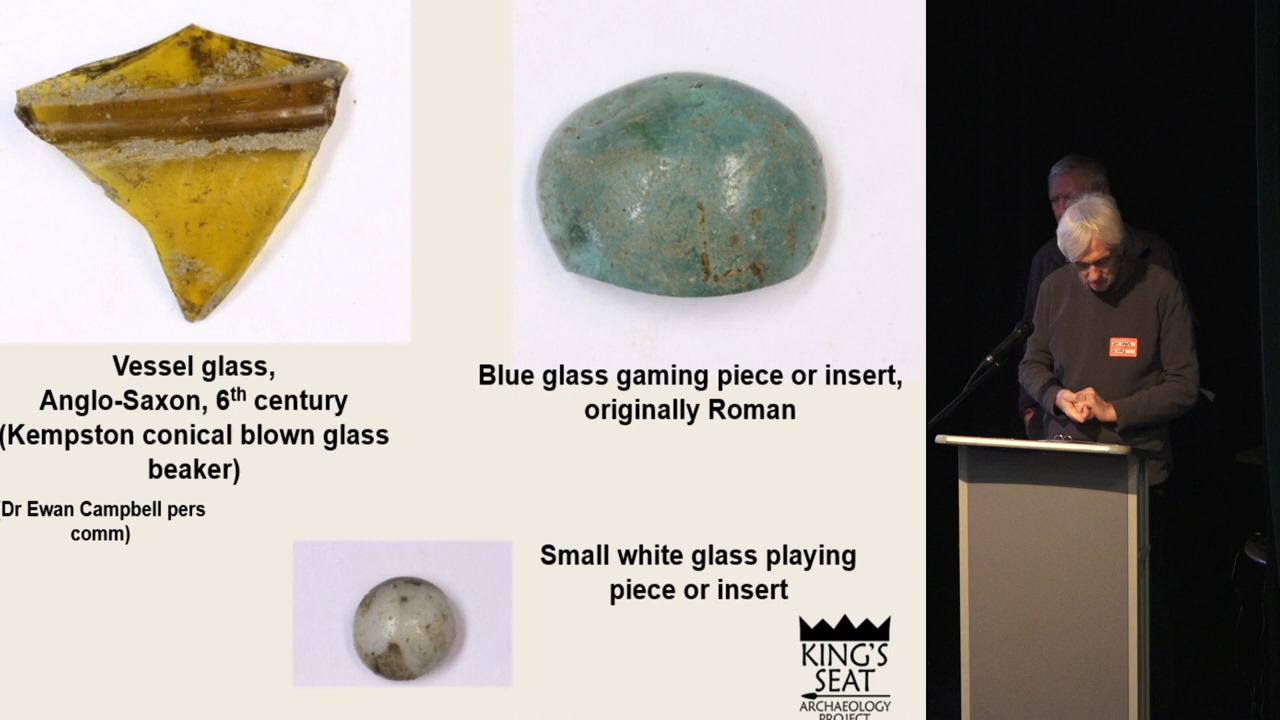 Vessel glass,
Anglo-Saxon, 6th century
(Kempston conical blown glass
beaker)
(Dr Ewan Campbell pers
comm)
Blue glass gaming piece or insert,
originally Roman
Small white glass playing
piece or insert
KING'S
SEAT
ARCHAEOLOGY
PROJECT